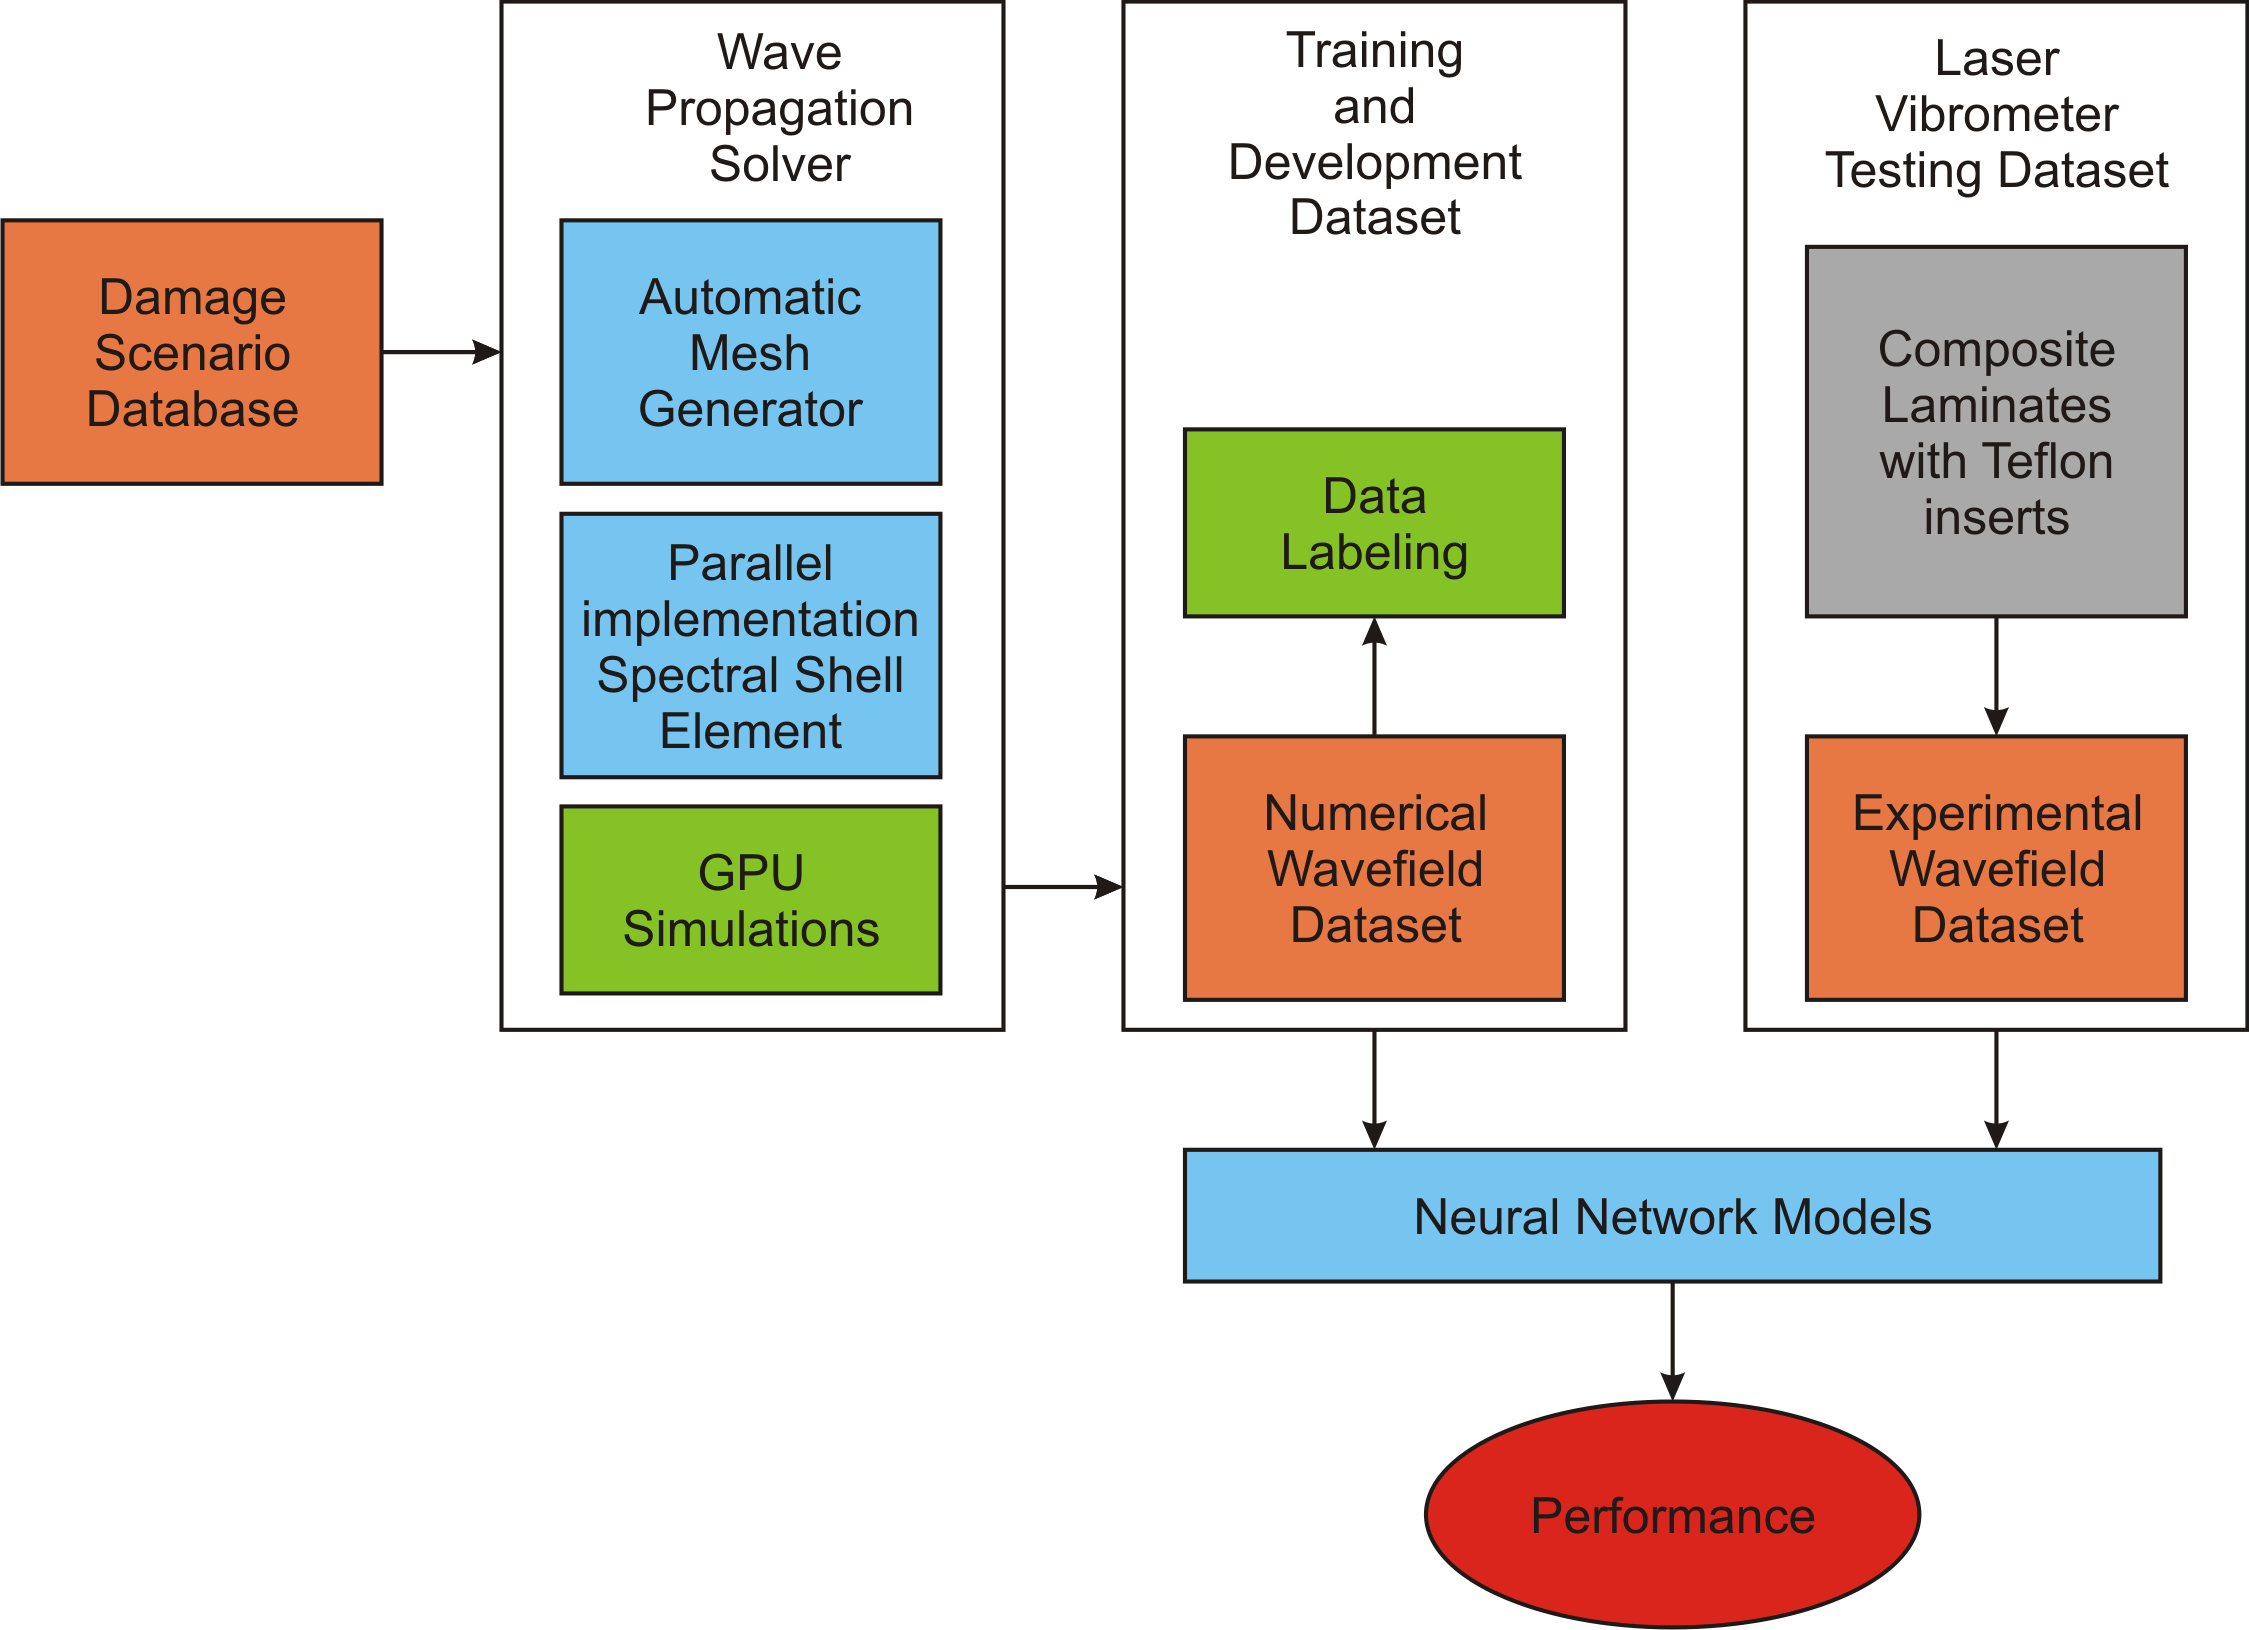 Damage
Scenario
Database
Wave
Propagation
Solver
Automatic
Mesh
Generator
Parallel
implementation
Spectral Shell
Element
GPU
Simulations
Training
and
Development
Dataset
Data
Labeling
Numerical
Wavefield
Dataset
Laser
Vibrometer
Testing Dataset
Composite
Laminates
with Teflon
inserts
Experimental
Wavefield
Dataset
Neural Network Models
Performance